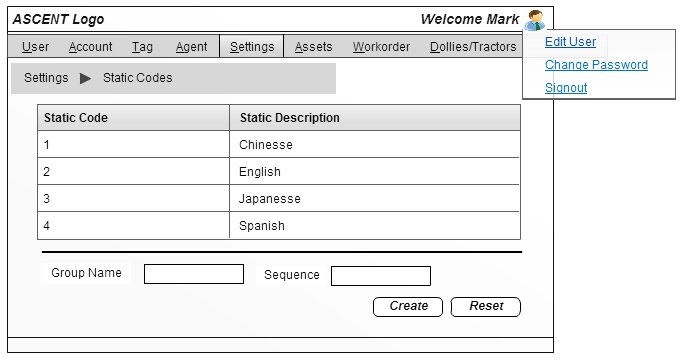 ASCENT Logo Welcome Mark
User Account Tag Agent Settings Assets Workorder Dollies/Tractors
Edit User
Change Password
Signout
Settings ▶ Static Codes
Static Code Static Description
1 Chinesse
2 English
3 Japanesse
4 Spanish
Group Name Sequence
Create Reset